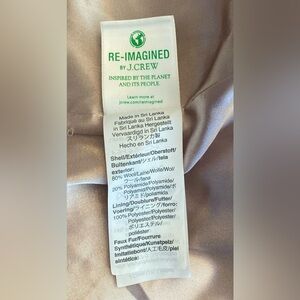 RE-IMAGINED
BY J.CREW
INSPIRED BY THE PLANET
AND ITS PEOPLE.
Learn more at
jcrew.com/reimagined
Made in Sri Lanka
Fabriqué au Sri Lanka
In Sri Lanka Hergestellt
Vervaardigd in Sri Lanka
スリランカ製
Hecho en Sri Lanka
Shell/Extérieur/Oberstoff/
Buitenkant/シェル/tela
exterior:
80% Wool/Laine/Wolle/Wol/
ウール/lana
20% Polyamide/Polyamide/
Polyamid/Polyamide/ポ
リアミド/poliamida
Lining/Doublure/Futter/
Voering/ライニング/forro:
100% Polyester/Polyester/
Polyester/Polyester/
ポリエステル/
poliéster
Faux Fur/Fourrure
Synthétique/Kunstpelz/
Imitatiebont/人工毛皮/piel
sintética: